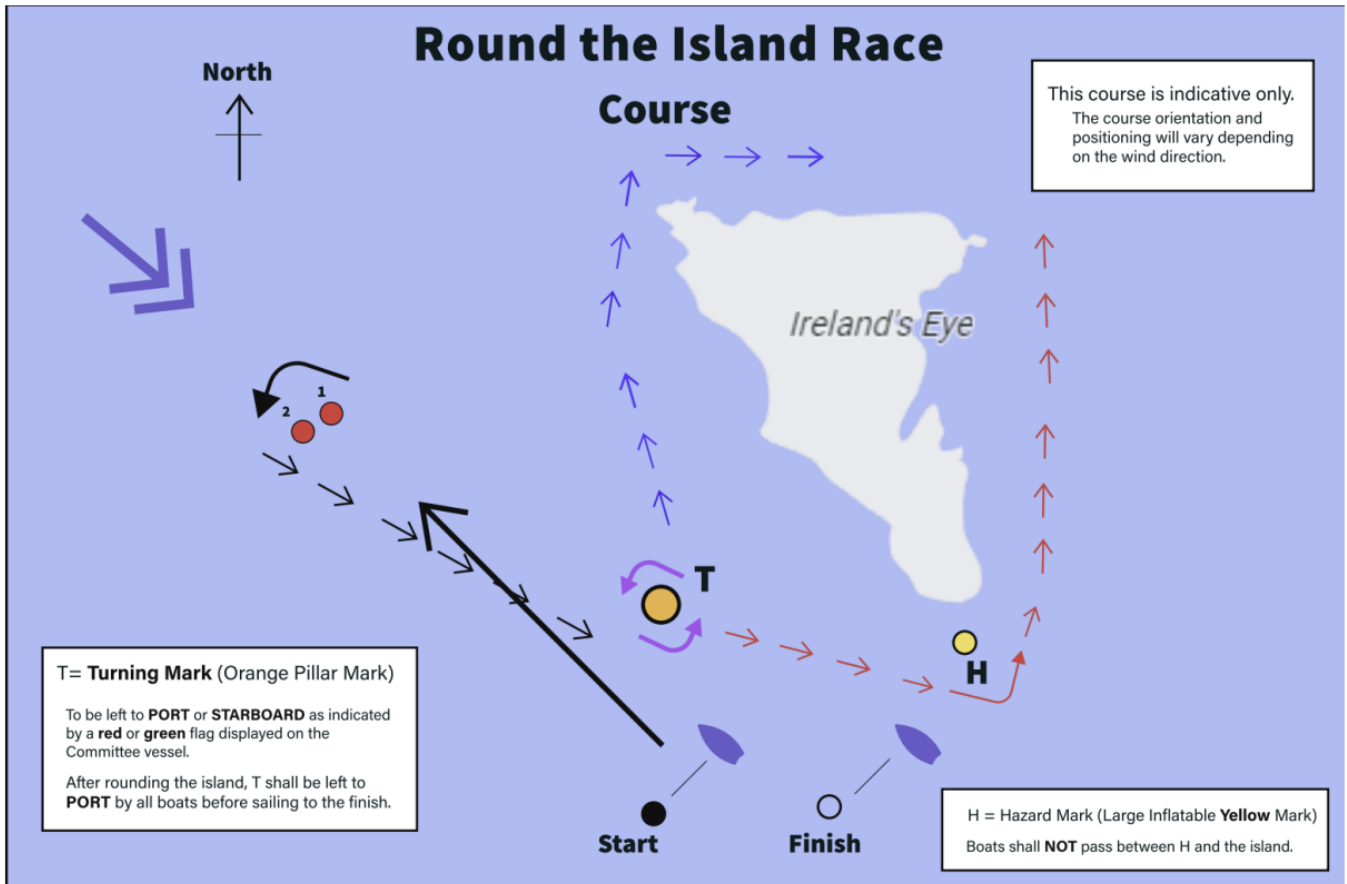 Round the Island Race
Course
North
This course is indicative only.
The course orientation and
positioning will vary depending
on the wind direction.
Ireland's Eye
1
2
T
H
T= Turning Mark (Orange Pillar Mark)
To be left to PORT or STARBOARD as indicated
by a red or green flag displayed on the
Committee vessel.
After rounding the island, T shall be left to
PORT by all boats before sailing to the finish.
Start
Finish
H = Hazard Mark (Large Inflatable Yellow Mark)
Boats shall NOT pass between H and the island.